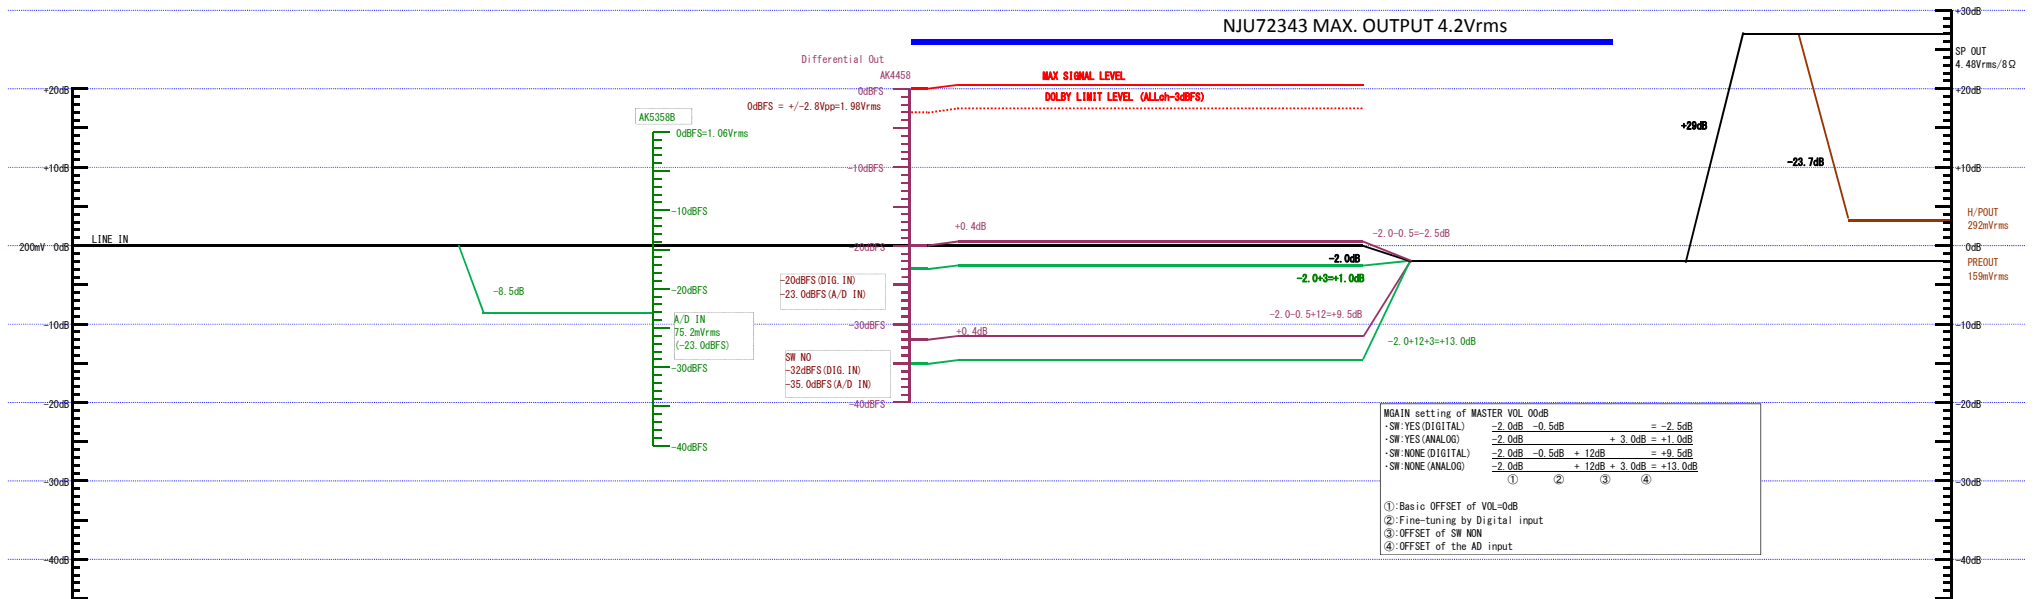 NJU72343 MAX. OUTPUT 4.2Vrms
+30dB
SP OUT
4.48Vrms/8Ω
Differential Out
AK4458
0dBFS
0dBFS = +/-2.8Vpp=1.98Vrms
MAX SIGNAL LEVEL
DOLBY LIMIT LEVEL (ALLch-3dBFS)
+20dB
+20dB
AK5358B
0dBFS=1.06Vrms
+29dB
-23.7dB
+10dB
-10dBFS
+10dB
-10dBFS
H/POUT
292mVrms
+0.4dB
-2.0-0.5=-2.5dB
LINE IN
200mV 0dB
-20dBFS
0dB
-2.0dB
PREOUT
159mVrms
-2.0+3=+1.0dB
-8.5dB
-20dBFS
-20dBFS(DIG.IN)
-23.0dBFS(A/D IN)
-2.0-0.5+12=+9.5dB
A/D IN
75.2mVrms
(-23.0dBFS)
-10dB
-30dBFS
+0.4dB
-10dB
-2.0+12+3=+13.0dB
-30dBFS
SW NO
-32dBFS(DIG.IN)
-35.0dBFS(A/D IN)
-20dB
-40dBFS
-20dB
-40dBFS
MGAIN setting of MASTER VOL 00dB
・SW:YES(DIGITAL) -2.0dB -0.5dB = -2.5dB
・SW:YES(ANALOG) -2.0dB + 3.0dB = +1.0dB
・SW:NONE(DIGITAL) -2.0dB -0.5dB + 12dB = +9.5dB
・SW:NONE(ANALOG) -2.0dB + 12dB + 3.0dB = +13.0dB
① ② ③ ④
①:Basic OFFSET of VOL=0dB
②:Fine-tuning by Digital input
③:OFFSET of SW NON
④:OFFSET of the AD input
-30dB
-30dB
-40dB
-40dB